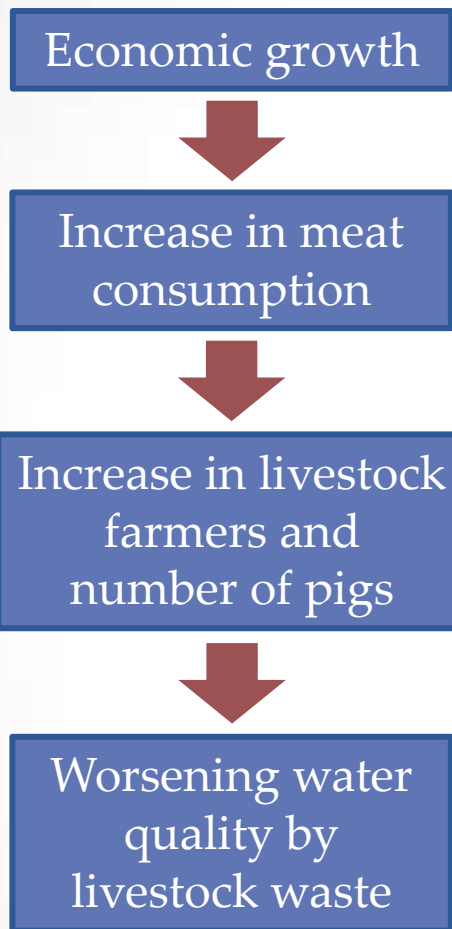 Economic growth
Increase in meat
consumption
Increase in livestock
farmers and
number of pigs
Worsening water
quality by
livestock waste